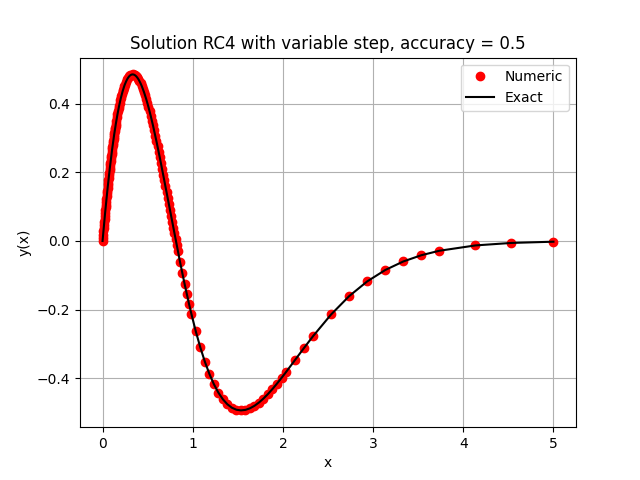 Solution RC4 with variable step, accuracy = 0.5
Numeric
Exact
y(x)
0.4
0.2
0.0
−0.2
−0.4
0 1 2 3 4 5
x